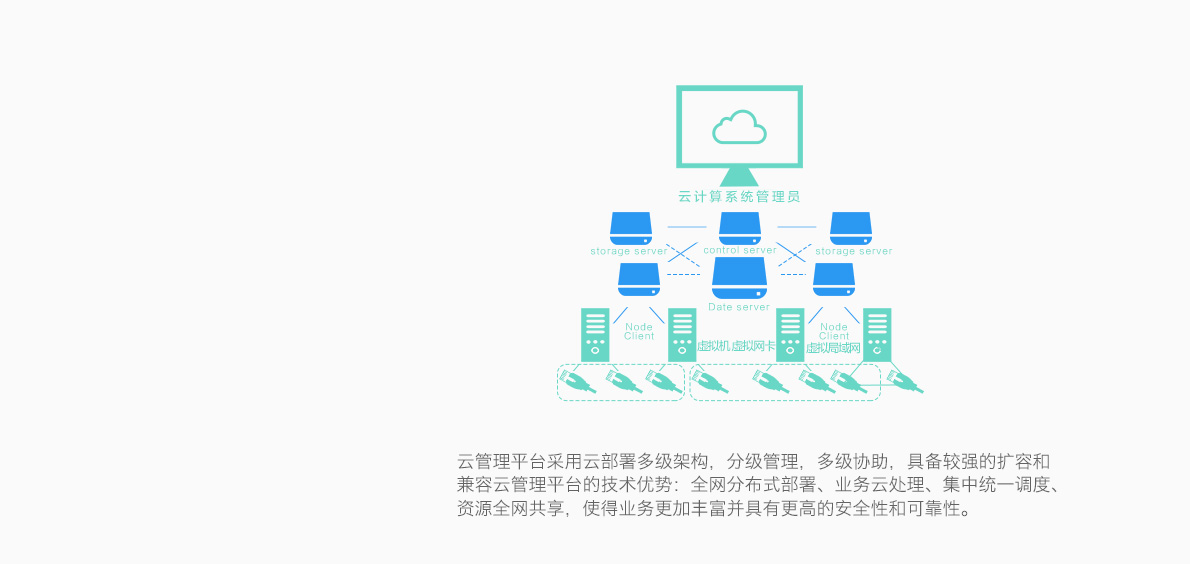 云计算系统管理员
storage server
control server
storage server
Date server
Node
Client
Node
Client
虚拟机 虚拟网卡
虚拟局域网
云管理平台采用云部署多级架构，分级管理，多级协助，具备较强的扩容和
兼容云管理平台的技术优势：全网分布式部署、业务云处理、集中统一调度、
资源全网共享，使得业务更加丰富并具有更高的安全性和可靠性。